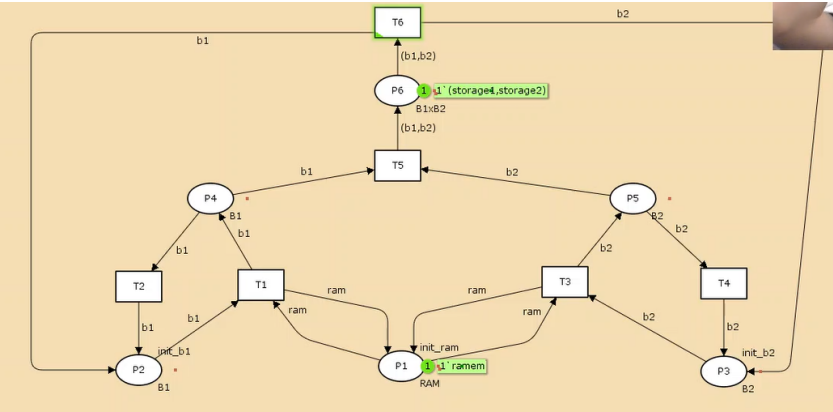 T6
b2
b1
(b1,b2)
P6
1
1`(storage1,storage2)
B1xB2
(b1,b2)
T5
b1
b2
P4
B1
P5
B2
b1
b2
b1
b2
T2
T1
T3
T4
ram
ram
ram
ram
b1
b1
b2
b2
init_b1
init_ram
init_b2
P2
B1
P1
1
1`ramem
RAM
P3
B2